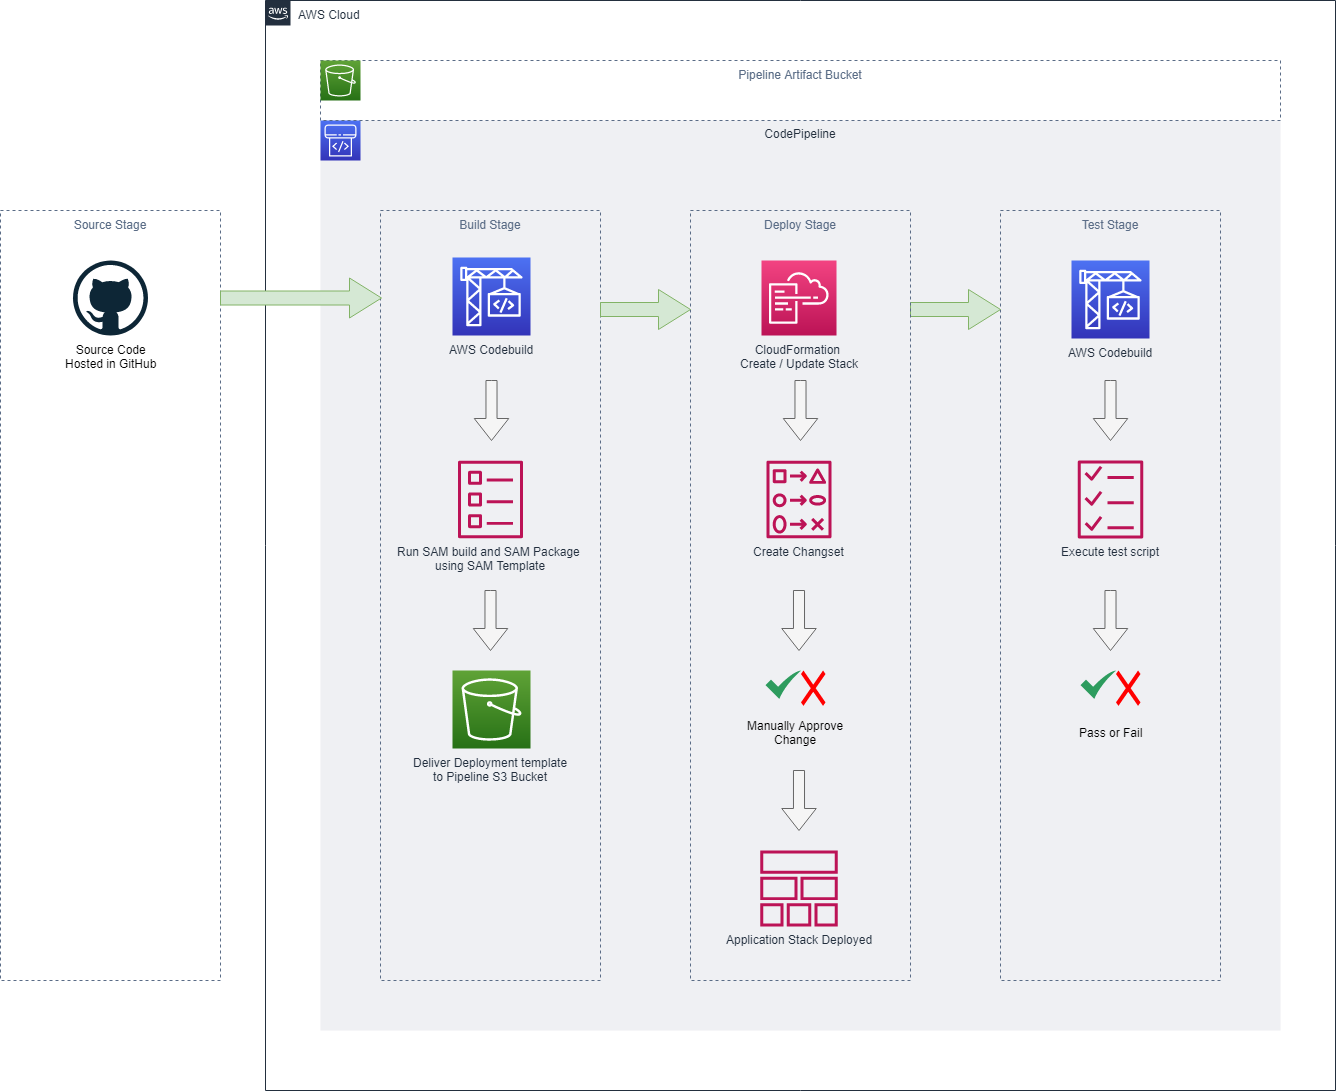 aws
AWS Cloud
Pipeline Artifact Bucket
CodePipeline
Source Stage
Source Code
Hosted in GitHub
Build Stage
AWS Codebuild
Run SAM build and SAM Package
using SAM Template
Deliver Deployment template
to Pipeline S3 Bucket
Deploy Stage
CloudFormation
Create / Update Stack
Create Changset
Manually Approve
Change
Application Stack Deployed
Test Stage
AWS Codebuild
Execute test script
Pass or Fail